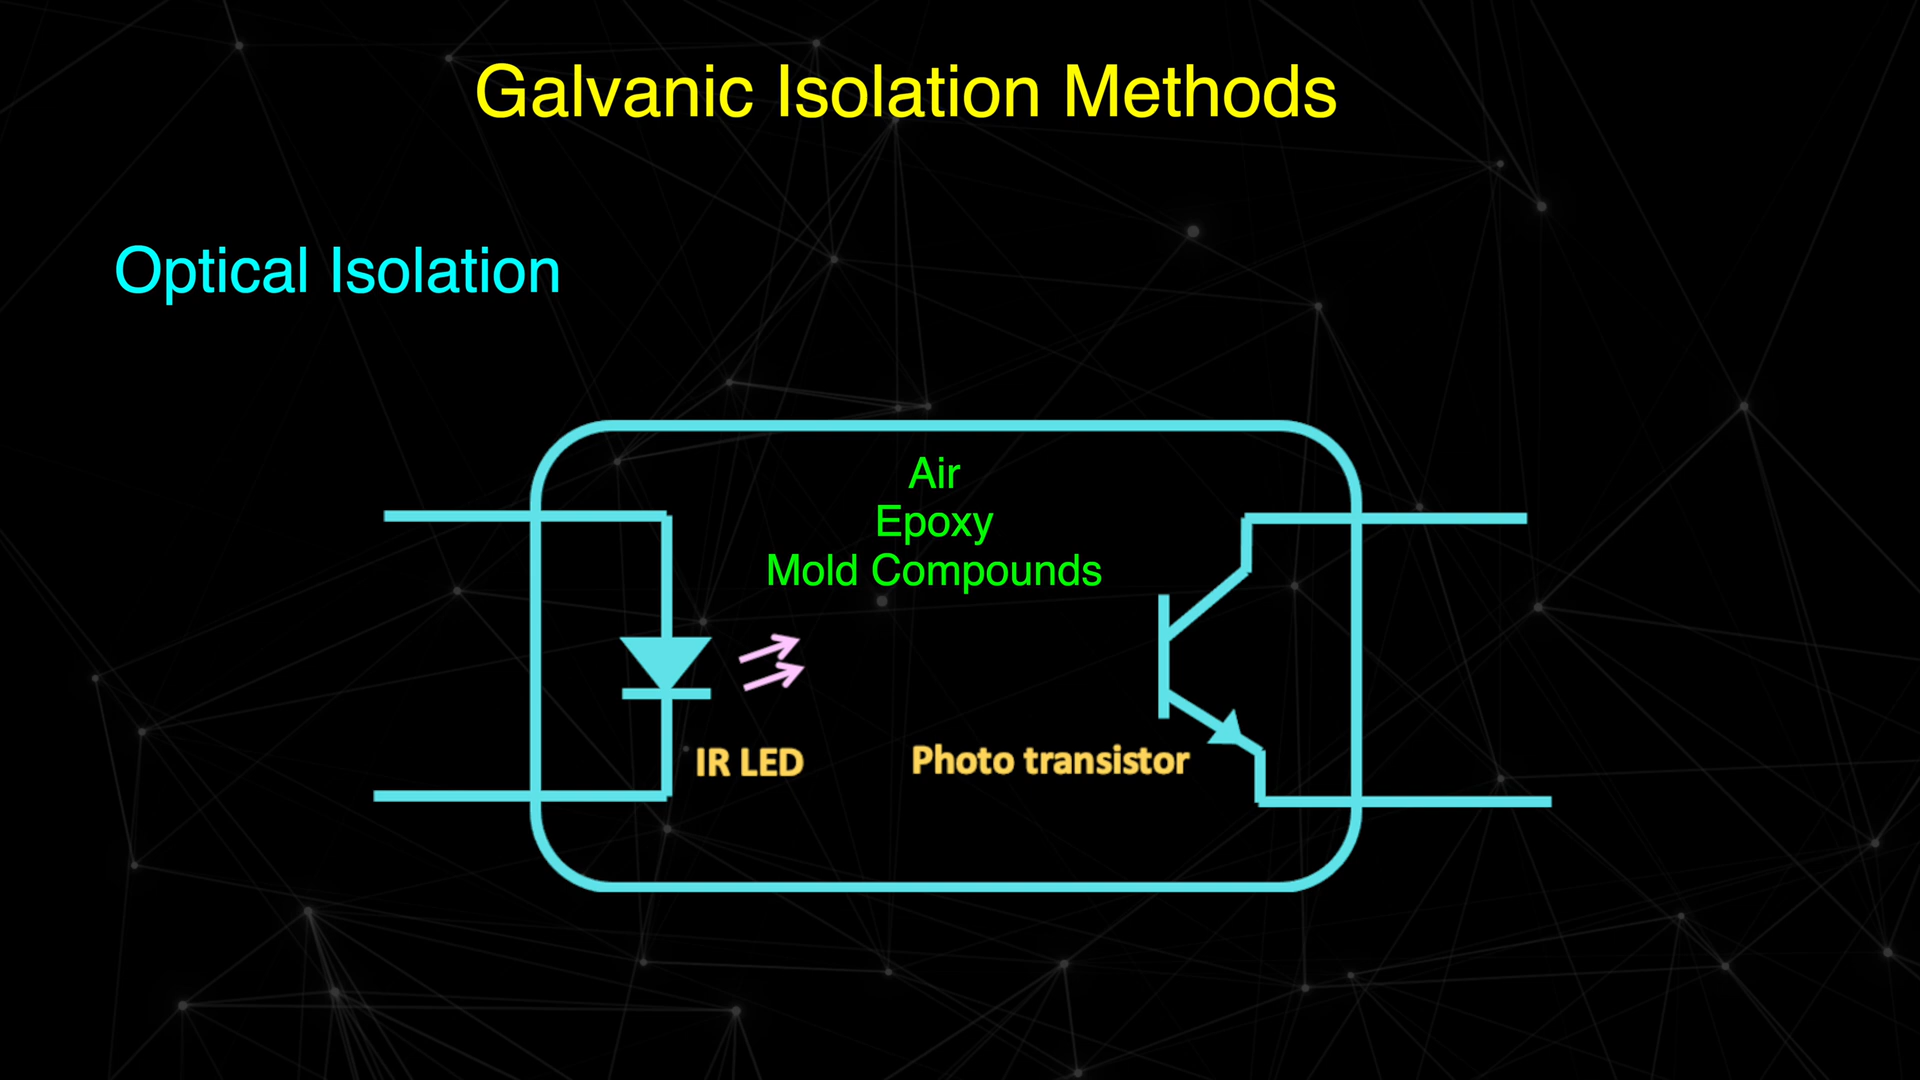 Galvanic Isolation Methods
Optical Isolation
Air
Epoxy
Mold Compounds
IR LED
Photo transistor